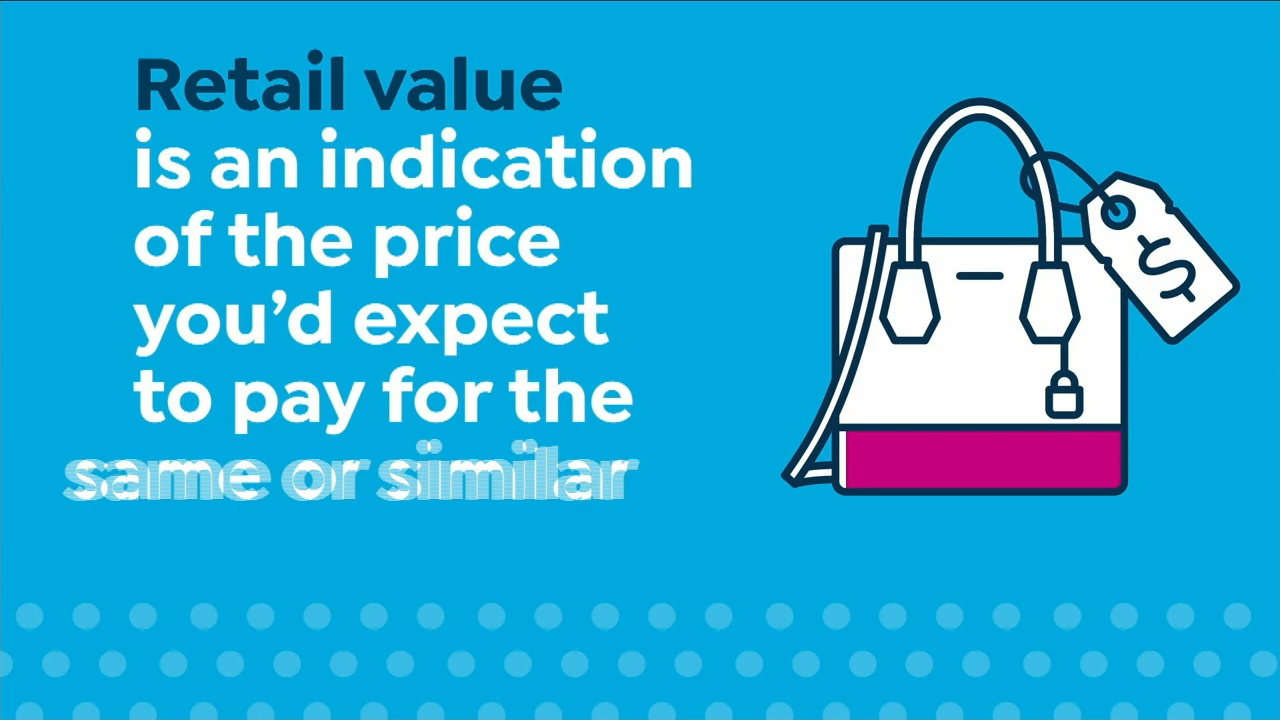 Retail value
is an indication
of the price
you’d expect
to pay for the
same or similar
$